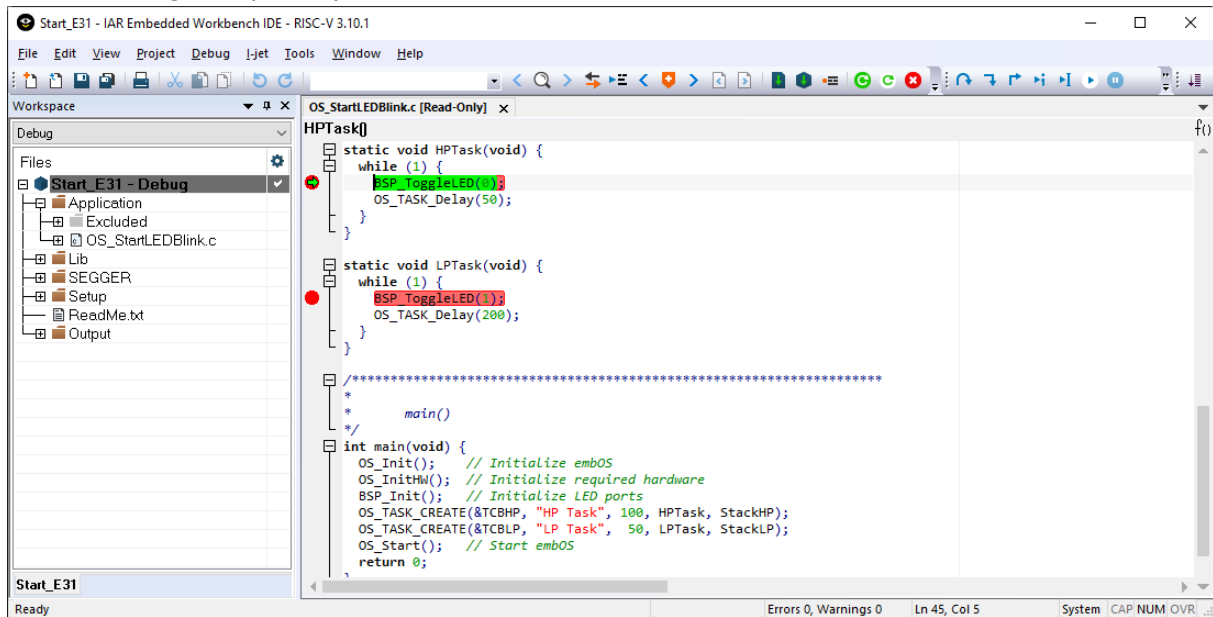 Start_E31 - IAR Embedded Workbench IDE - RISC-V 3.10.1
File Edit View Project Debug I-jet Tools Window Help
Workspace
OS_StartLEDBlink.c [Read-Only]
Debug
HPTask()
f()
Files
Start_E31 - Debug
Application
Excluded
OS_StartLEDBlink.c
Lib
SEGGER
Setup
ReadMe.txt
Output
static void HPTask(void) {
while (1) {
BSP_ToggleLED(0);
OS_TASK_Delay(50);
}
}
static void LPTask(void) {
while (1) {
BSP_ToggleLED(1);
OS_TASK_Delay(200);
}
}
/*********************************************************************
*
* main()
*/
int main(void) {
OS_Init(); // Initialize embOS
OS_InitHW(); // Initialize required hardware
BSP_Init(); // Initialize LED ports
OS_TASK_CREATE(&TCBHP, "HP Task", 100, HPTask, StackHP);
OS_TASK_CREATE(&TCBLP, "LP Task", 50, LPTask, StackLP);
OS_Start(); // Start embOS
return 0;
Start_E31
Ready
Errors 0, Warnings 0
Ln 45, Col 5
System CAP NUM OVR